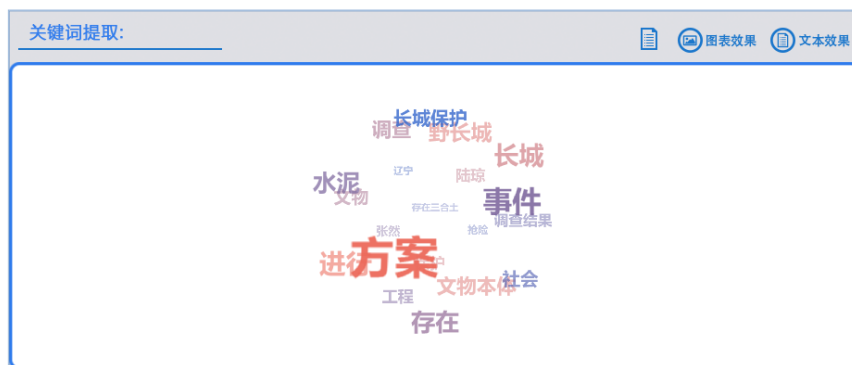 关键词提取:
图表效果 文本效果
长城保护
调查 野长城
长城
辽宁
陆琼
水泥
文物
事件
存在三合土
调查结果
张然
抢险
方案
进行
社会
文物本体
工程
存在